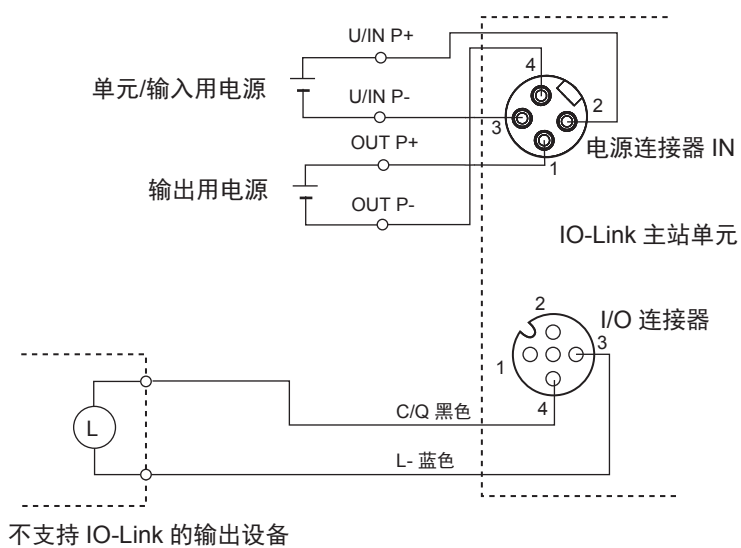 U/IN P+
单元/输入用电源
U/IN P-
4
2
3
1
电源连接器 IN
OUT P+
输出用电源
OUT P-
IO-Link 主站单元
2
I/O 连接器
3
1
4
L
C/Q 黑色
L- 蓝色
不支持 IO-Link 的输出设备